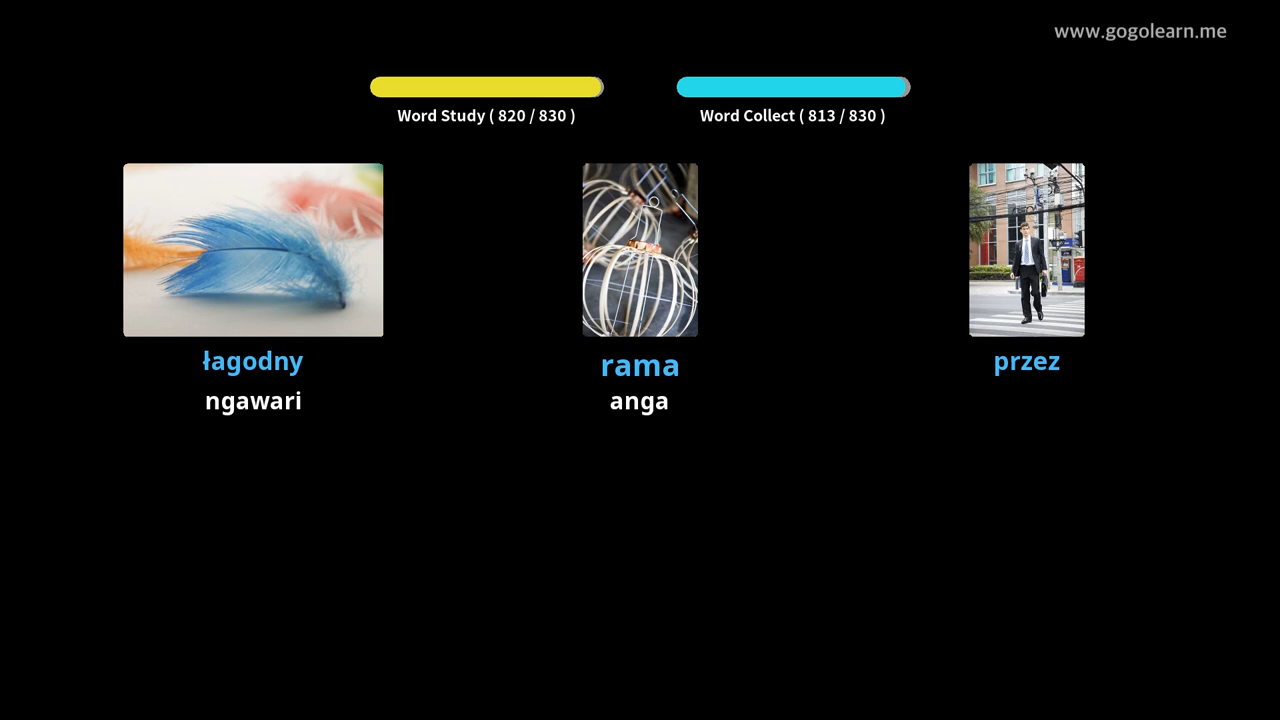 www.gogolearn.me
Word Study ( 820 / 830 )
Word Collect ( 813 / 830 )
łagodny
ngawari
rama
anga
przez